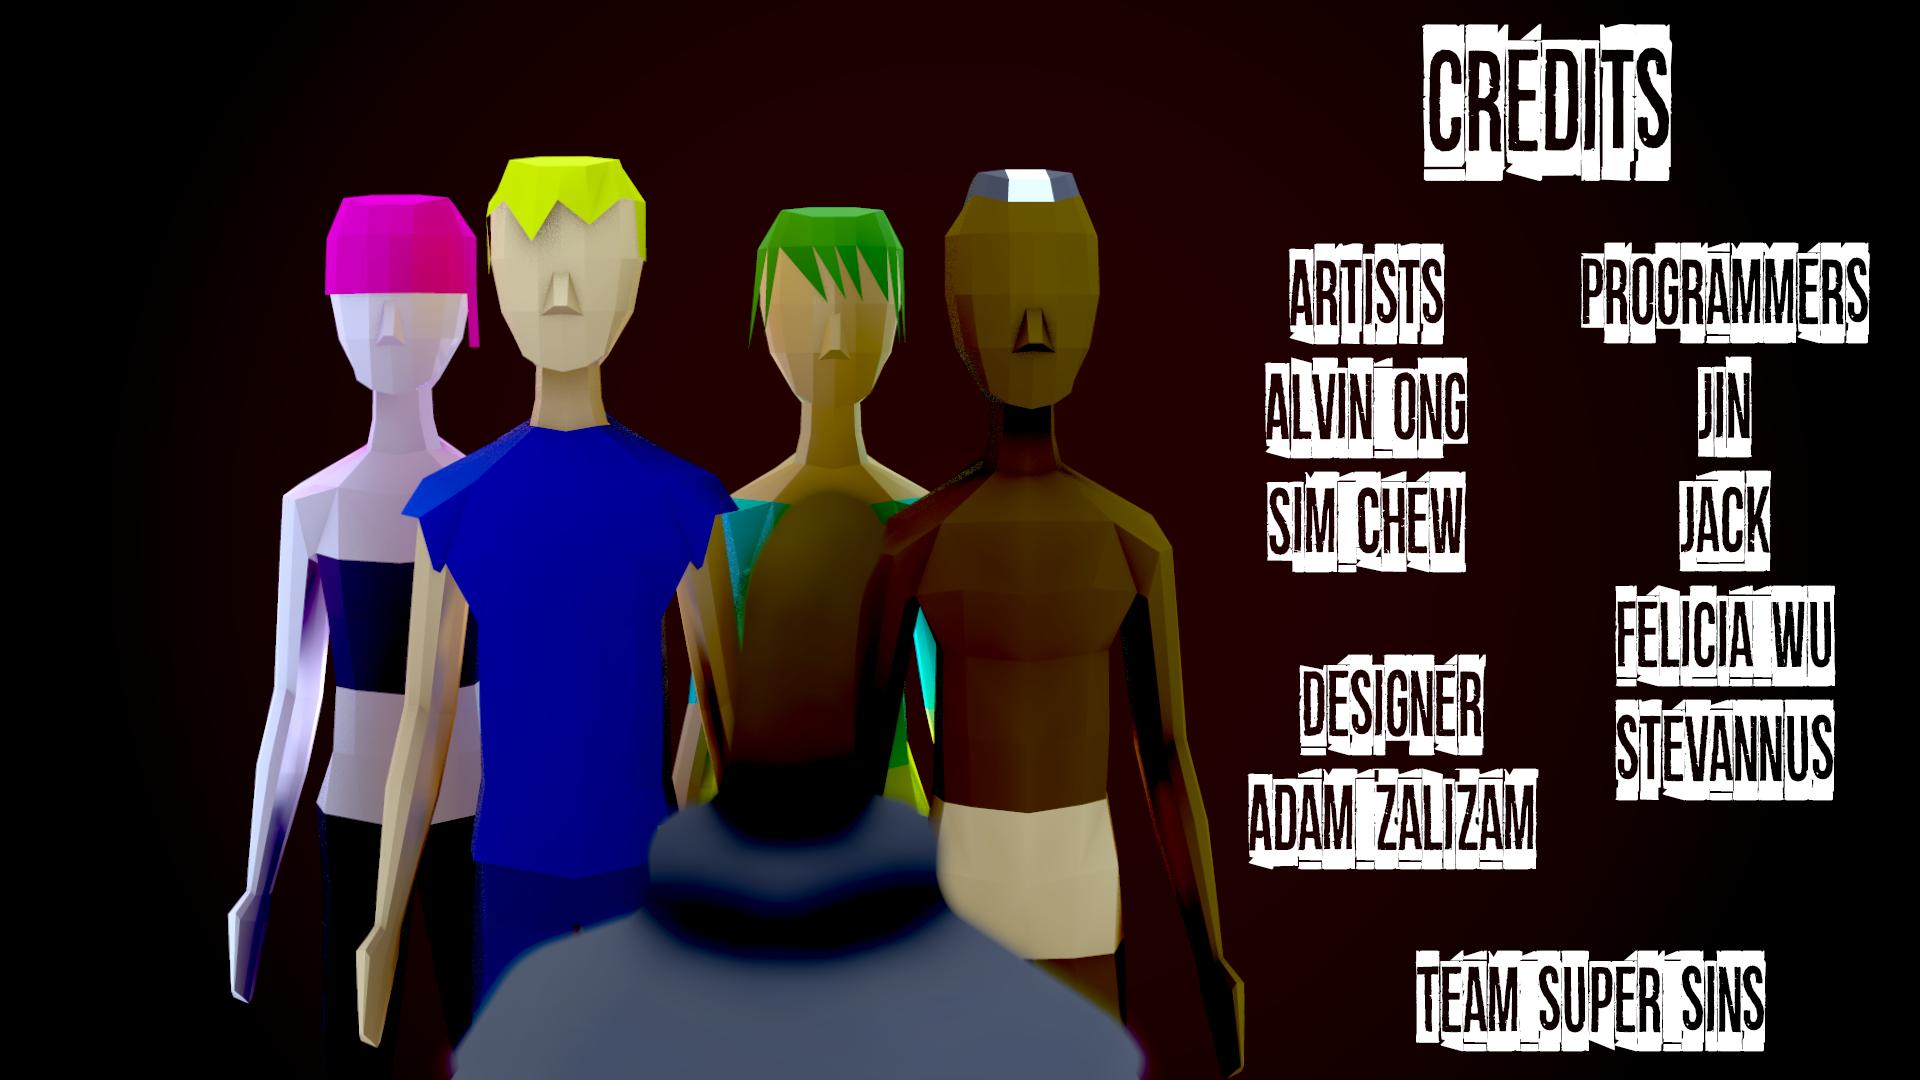 CREDITS
ARTISTS
ALVIN ONG
SIM CHEW
DESIGNER
ADAM ZALIZAM
PROGRAMMERS
JIN
JACK
FELICIA WU
STEVANNUS
TEAM SUPER SINS